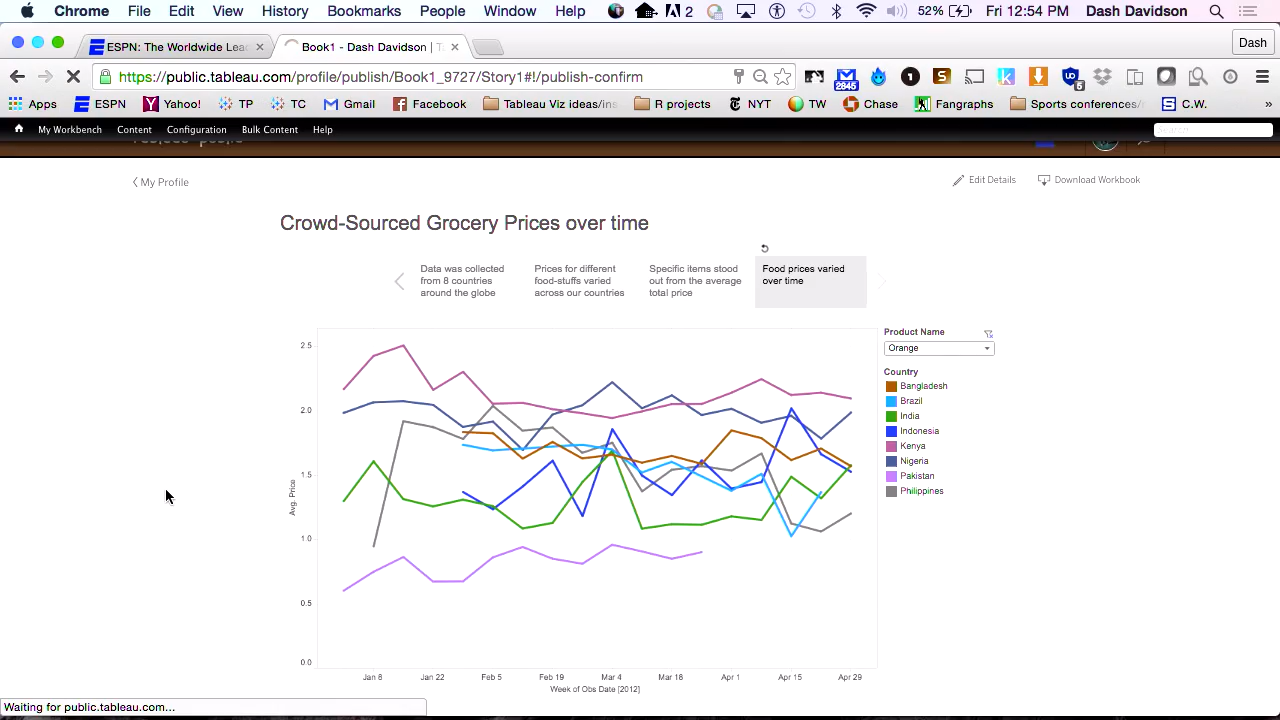 Chrome File Edit View History Bookmarks People Window Help 2 52% Fri 12:54 PM Dash Davidson
ESPN: The Worldwide Lea
Book1 - Dash Davidson | T
Dash
https://public.tableau.com/profile/publish/Book1_9727/Story1#!/publish-confirm
2845
1
S
5
Apps ESPN Yahoo! TP TC Gmail Facebook Tableau Viz ideas/ins R projects NYT TW Chase Fangraphs Sports conferences/ C.W. »
My Workbench Content Configuration Bulk Content Help
Search
My Profile
Edit Details
Download Workbook
Crowd-Sourced Grocery Prices over time
Data was collected
from 8 countries
around the globe
Prices for different
food-stuffs varied
across our countries
Specific items stood
out from the average
total price
Food prices varied
over time
Product Name
Orange
Country
Bangladesh
Brazil
India
Indonesia
Kenya
Nigeria
Pakistan
Philippines
2.5
2.0
1.5
1.0
0.5
0.0
Avg. Price
Jan 8 Jan 22 Feb 5 Feb 19 Mar 4 Mar 18 Apr 1 Apr 15 Apr 29
Week of Obs Date [2012]
Waiting for public.tableau.com...